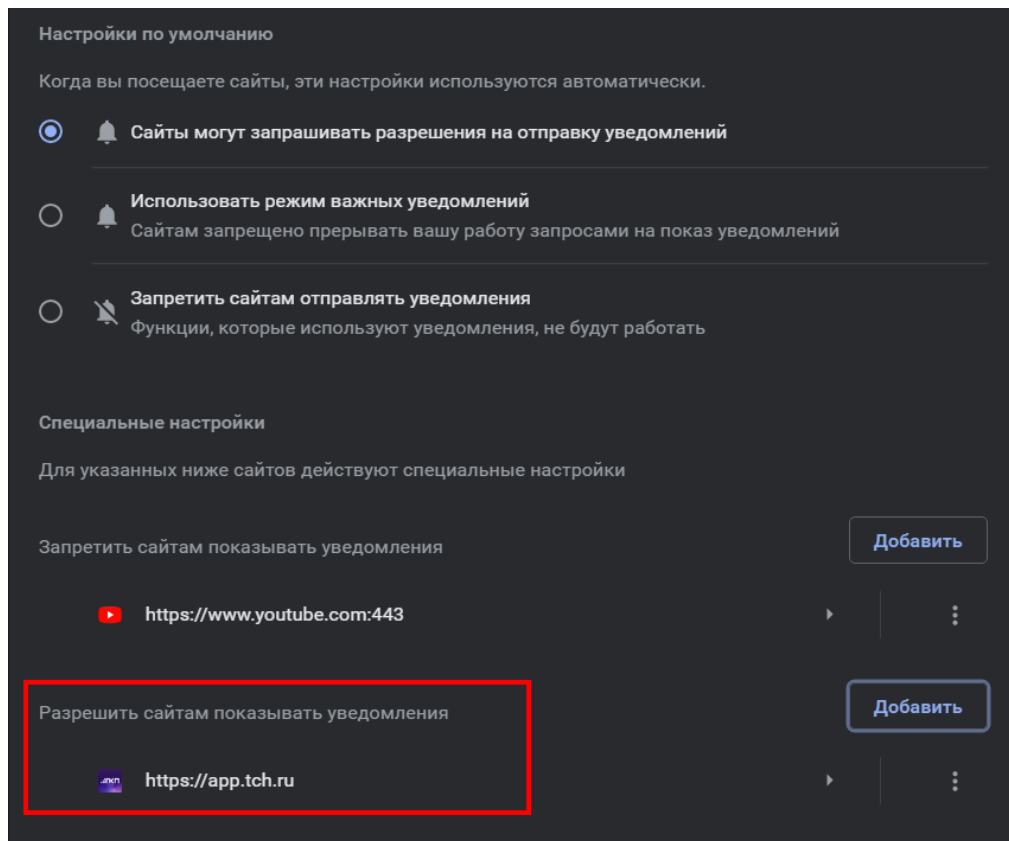 Настройки по умолчанию
Когда вы посещаете сайты, эти настройки используются автоматически.
Сайты могут запрашивать разрешения на отправку уведомлений
Использовать режим важных уведомлений
Сайтам запрещено прерывать вашу работу запросами на показ уведомлений
Запретить сайтам отправлять уведомления
Функции, которые используют уведомления, не будут работать
Специальные настройки
Для указанных ниже сайтов действуют специальные настройки
Запретить сайтам показывать уведомления
Добавить
https://www.youtube.com:443
Разрешить сайтам показывать уведомления
Добавить
https://app.tch.ru